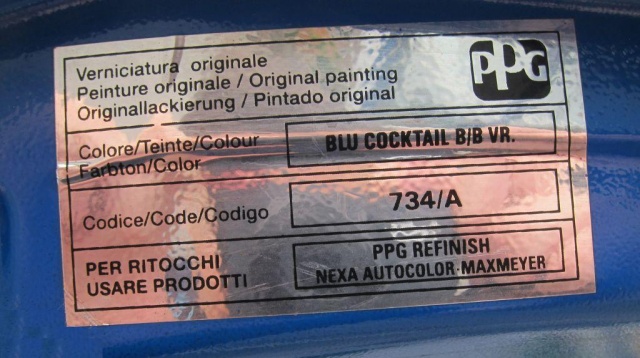 Verniciatura originale
Peinture originale / Original painting
Originallackierung / Pintado original
PPG
Colore/Teinte/Colour
Farbton/Color
BLU COCKTAIL B/B VR.
Codice/Code/Codigo
734/A
PER RITOCCHI
USARE PRODOTTI
PPG REFINISH
NEXA AUTOCOLOR-MAXMEYER